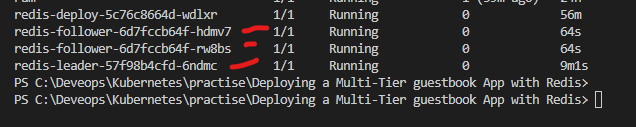 redis-deploy-5c76c8664d-wdlxr 1/1 Running 0 56m
redis-follower-6d7fccb64f-hdmv7 1/1 Running 0 64s
redis-follower-6d7fccb64f-rw8bs 1/1 Running 0 64s
redis-leader-57f98b4cfd-6ndmc 1/1 Running 0 9m1s
PS C:\Deveops\Kubernetes\practise\Deploying a Multi-Tier guestbook App with Redis>
PS C:\Deveops\Kubernetes\practise\Deploying a Multi-Tier guestbook App with Redis>